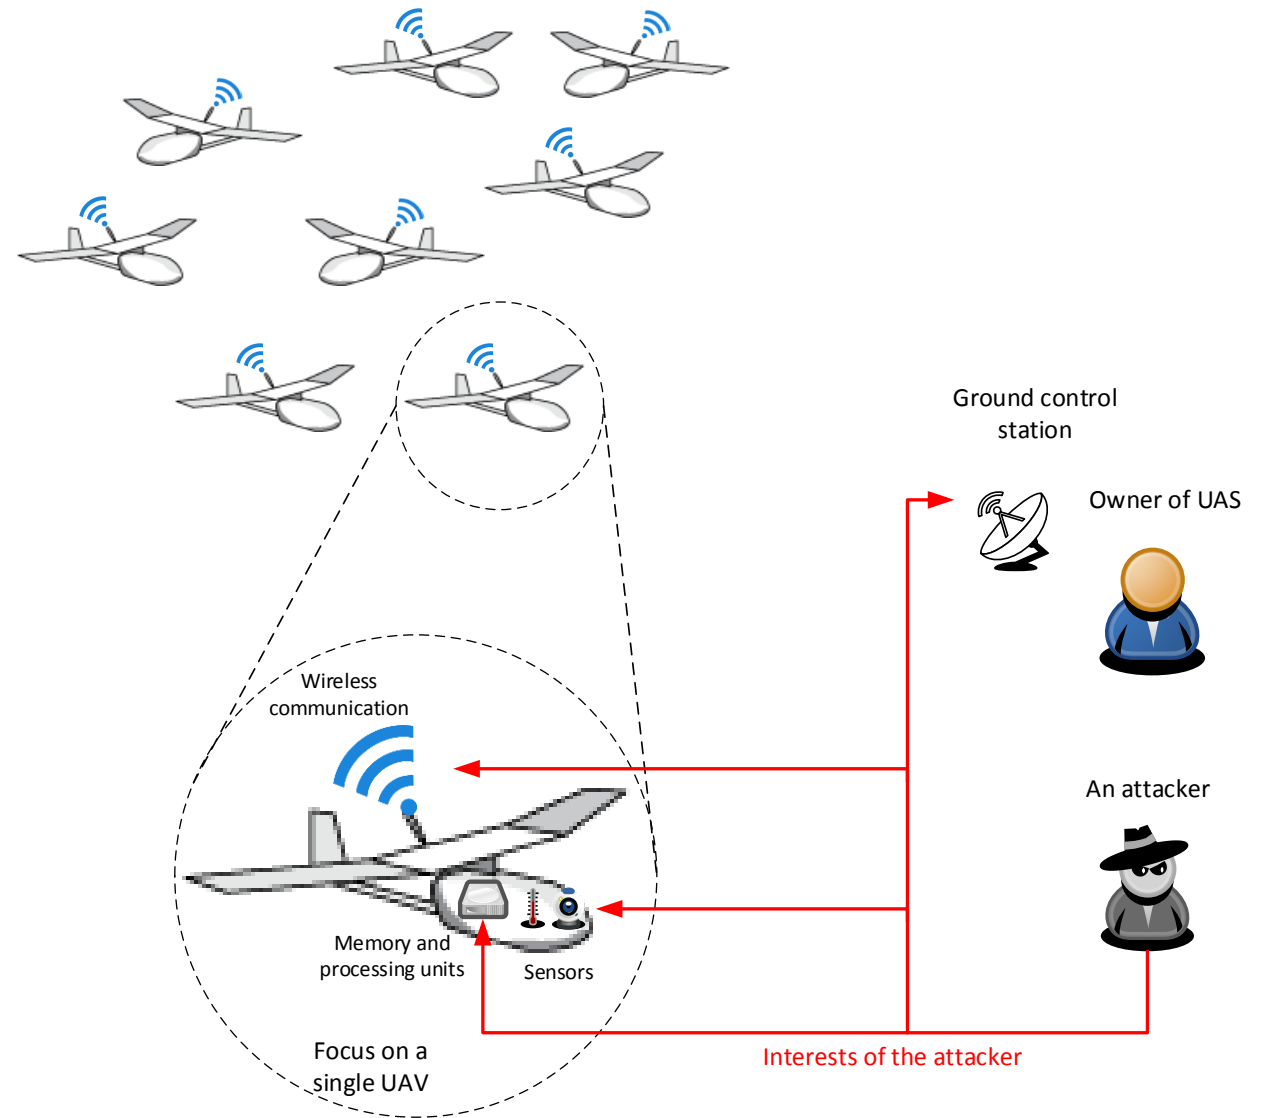 Ground control
station
Owner of UAS
Wireless
communication
An attacker
Memory and
processing units
Sensors
Focus on a
single UAV
Interests of the attacker